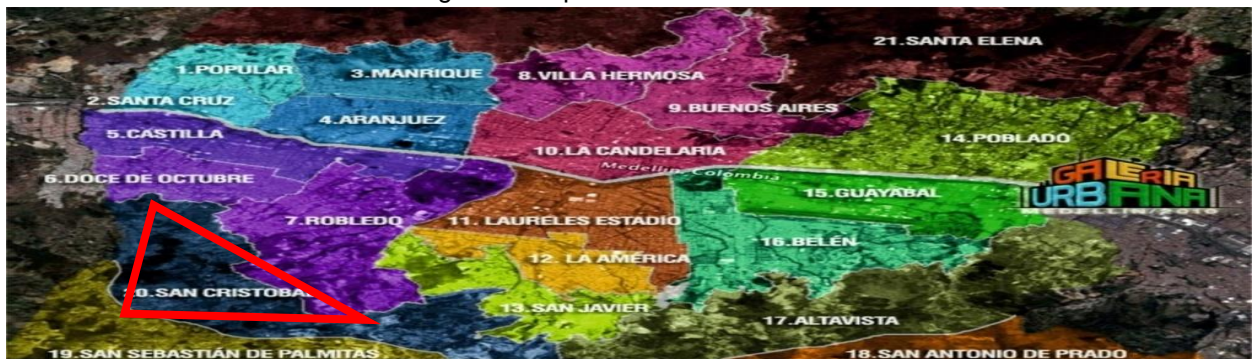 21.SANTA ELENA
1.POPULAR
3.MANRIQUE
8.VILLA HERMOSA
2.SANTA CRUZ
9.BUENOS AIRES
4.ARANJUEZ
5.CASTILLA
14.POBLADO
10.LA CANDELARIA
Medellin-Colombia
6.DOCE DE OCTUBRE
GALERIA
URBANA
15.GUAYABAL
7.ROBLEDO
11. LAURELES ESTADIO
16.BELÉN
12. LA AMÉRICA
20.SAN CRISTOBAL
13.SAN JAVIER
17.ALTAVISTA
19.SAN SEBASTIÁN DE PALMITAS
18.SAN ANTONIO DE PRADO